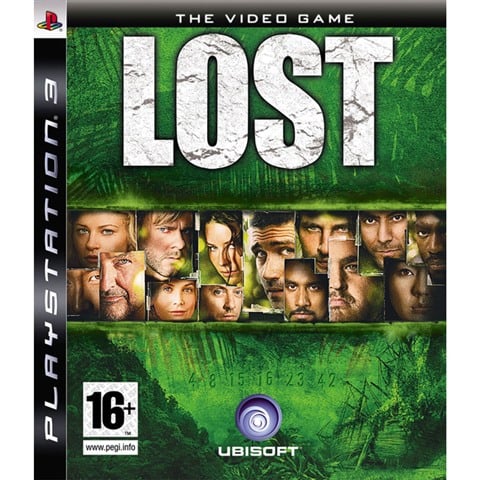 THE VIDEO GAME
LOST
PLAYSTATION 3
4 8 15 16 23 42
16+
www.pegi.info
UBISOFT